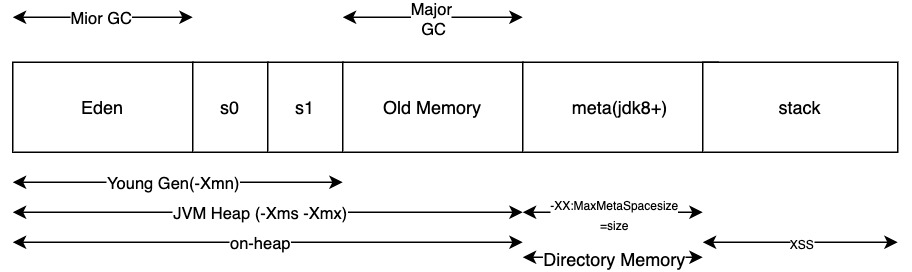 Mior GC
Major
GC
Eden
s0
s1
Old Memory
meta(jdk8+)
stack
Young Gen(-Xmn)
JVM Heap (-Xms -Xmx)
-XX:MaxMetaSpacesize
=size
on-heap
xss
Directory Memory